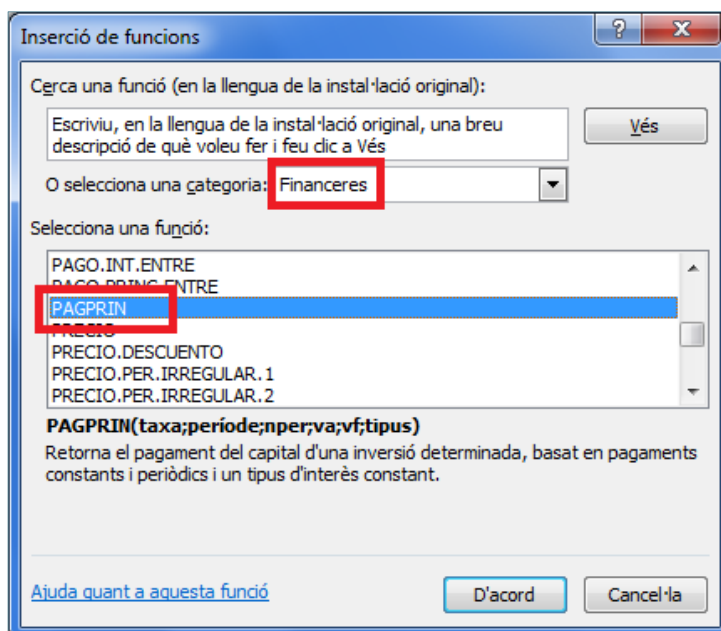 Inserció de funcions
Cerca una funció (en la llengua de la instal·lació original):
Escriviu, en la llengua de la instal·lació original, una breu
descripció de què voleu fer i feu clic a Vés
Vés
O selecciona una categoria: Financeres
Selecciona una funció:
PAGO.INT.ENTRE
PAGO.PRINC.ENTRE
PAGPRIN
PRECIO
PRECIO.DESCUENTO
PRECIO.PER.IRREGULAR.1
PRECIO.PER.IRREGULAR.2
PAGPRIN(taxa;període;nper;va;vf;tipus)
Retorna el pagament del capital d'una inversió determinada, basat en pagaments
constants i periòdics i un tipus d'interès constant.
Ajuda quant a aquesta funció
D'acord
Cancel·la